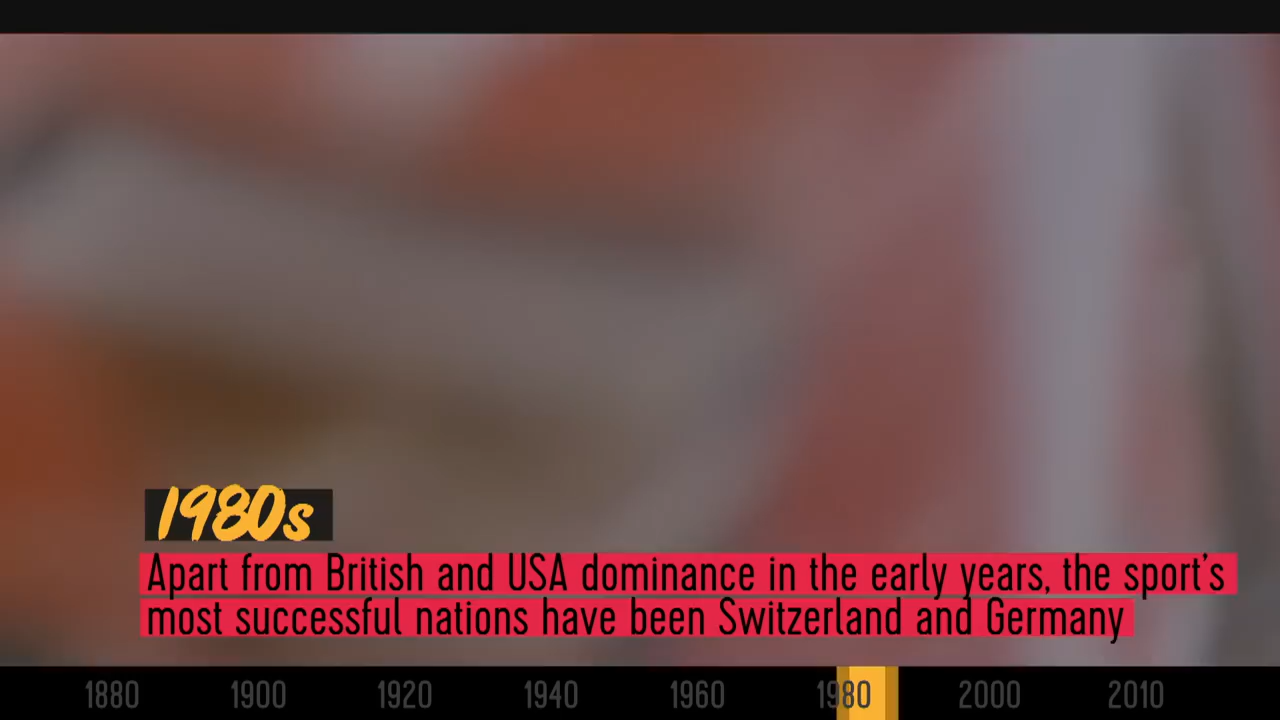 1980s
Apart from British and USA dominance in the early years, the sport's
most successful nations have been Switzerland and Germany
1880 1900 1920 1940 1960 1980 2000 2010